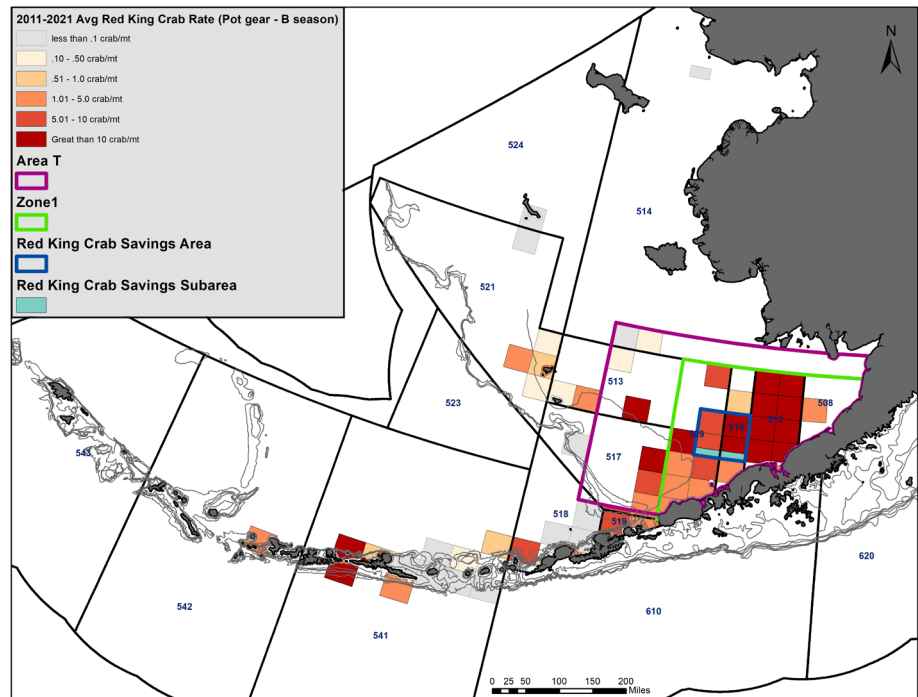 2011-2021 Avg Red King Crab Rate (Pot gear - B season)
less than .1 crab/mt
.10 - .50 crab/mt
.51 - 1.0 crab/mt
1.01 - 5.0 crab/mt
5.01 - 10 crab/mt
Great than 10 crab/mt
Area T
Zone1
Red King Crab Savings Area
Red King Crab Savings Subarea
N
524
514
521
513
508
523
509
516
512
517
543
518
519
620
542
541
610
0 25 50 100 150 200
Miles